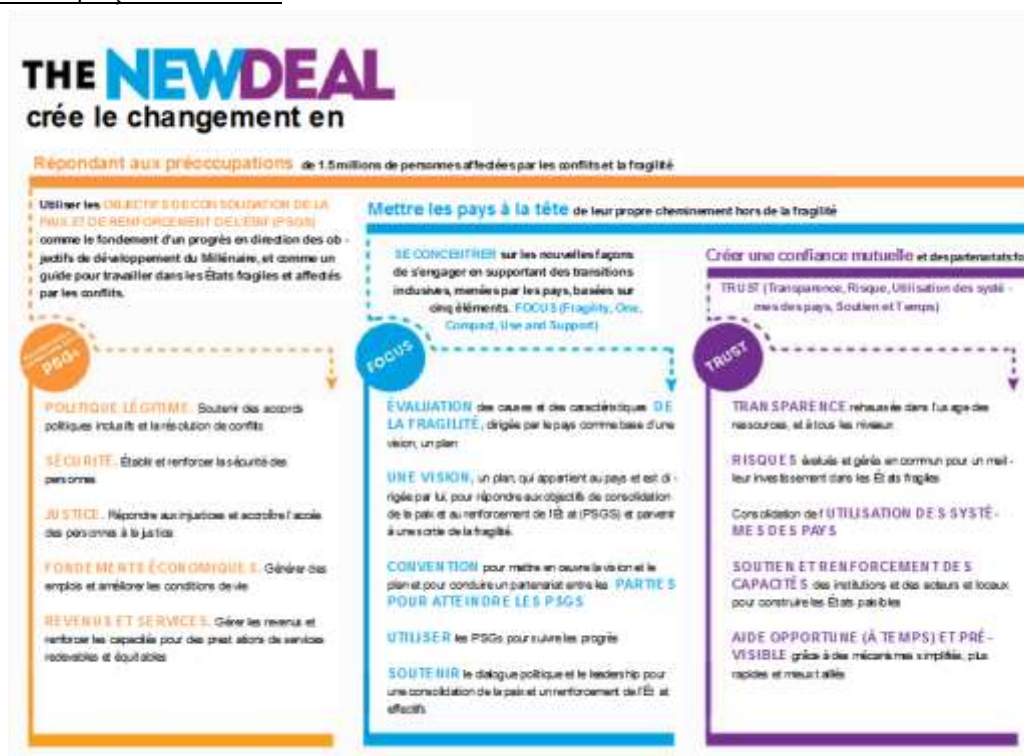 THE NEWDEAL
crée le changement en
Répondant aux préoccupations de 1.5 millions de personnes affectées par les conflits et la fragilité
Utiliser les OBJECTIFS DE CONSOLIDATION DE LA
PAIX ET DE RENFORCEMENT DE L'ÉTAT (PSGS)
comme le fondement d'un progrès en direction des ob -
jectifs de développement du Millénaire, et comme un
guide pour travailler dans les États fragiles et affectés
par les conflits.
PSGs
POLITIQUE LÉGITIME. Soutenir des accords
politiques inclusifs et la résolution de conflits
SÉCURITÉ. Établir et renforcer la sécurité des
personnes
JUSTICE. Répondre aux injustices et accroître l'accès
des personnes à la justice
FONDEMENTS ÉCONOMIQUES. Générer des
emplois et améliorer les conditions de vie
REVENUS ET SERVICES. Gérer les revenus et
renforcer les capacités pour des prest ations de services
redevables et équitables
Mettre les pays à la tête de leur propre cheminement hors de la fragilité
SE CONCENTRER sur les nouvelles façons
de s'engager en supportant des transitions
inclusives, menées par les pays, basées sur
cinq éléments. FOCUS (Fragility, One,
Compact, Use and Support)
FOCUS
ÉVALUATION des causes et des caractéristiques DE
LA FRAGILITÉ, dirigée par le pays comme base d'une
vision, un plan
UNE VISION, un plan, qui appartient au pays et est di -
rigée par lui, pour répondre aux objectifs de consolidation
de la paix et au renforcement de l'Ét at (PSGS) et parvenir
à une sortie de la fragilité.
CONVENTION pour mettre en oeuvre la vision et le
plan et pour conduire un partenariat entre les PARTIES
POUR ATTEINDRE LES PSGS
UTILISER les PSGs pour suivre les progrès
SOUTENIR le dialogue politique et le leadership pour
une consolidation de la paix et un renforcement de l'Ét at
effectifs
Créer une confiance mutuelle et des partenariats fo
TRUST (Transparence, Risque, Utilisation des systè -
mes des pays, Soutien et Temps)
TRUST
TRANSPARENCE rehaussée dans l'usage des
ressources, et à tous les niveaux
RISQUES évalués et gérés en commun pour un meil -
leur investissement dans les Ét ats fragiles
Consolidation de l'UTILISATION DES SYSTÈ-
MES DES PAYS
SOUTIEN ET RENFORCEMENT DES
CAPACITÉS des institutions et des acteurs et locaux
pour construire les États paisibles
AIDE OPPORTUNE (À TEMPS) ET PRÉ -
VISIBLE grâce à des mécanismes simplifiés, plus
rapides et mieux t aillés